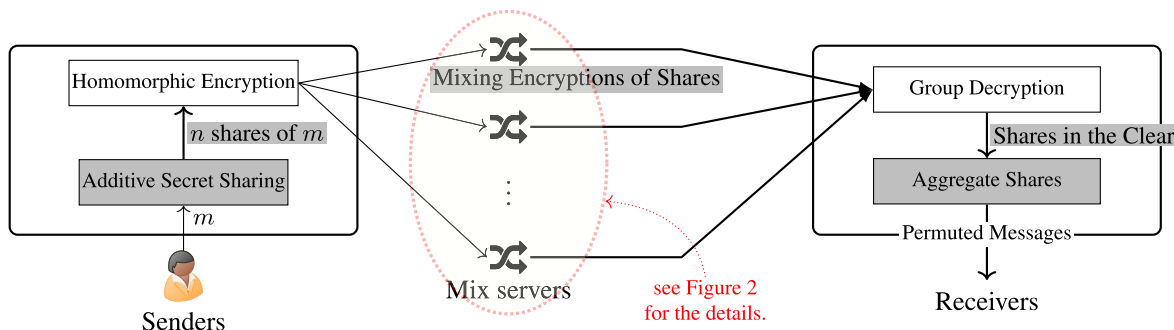 Homomorphic Encryption
n shares of m
Additive Secret Sharing
m
Senders
Mixing Encryptions of Shares
⋮
Mix servers
see Figure 2
for the details.
Group Decryption
Shares in the Clear
Aggregate Shares
Permuted Messages
Receivers